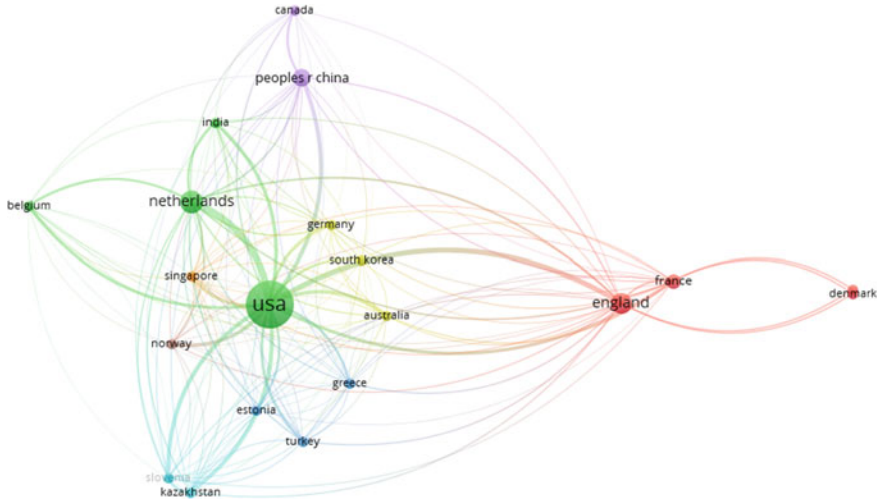 canada
peoples r china
india
netherlands
belgium
germany
south korea
singapore
france
denmark
usa
england
australia
norway
greece
estonia
turkey
slovenia
kazakhstan